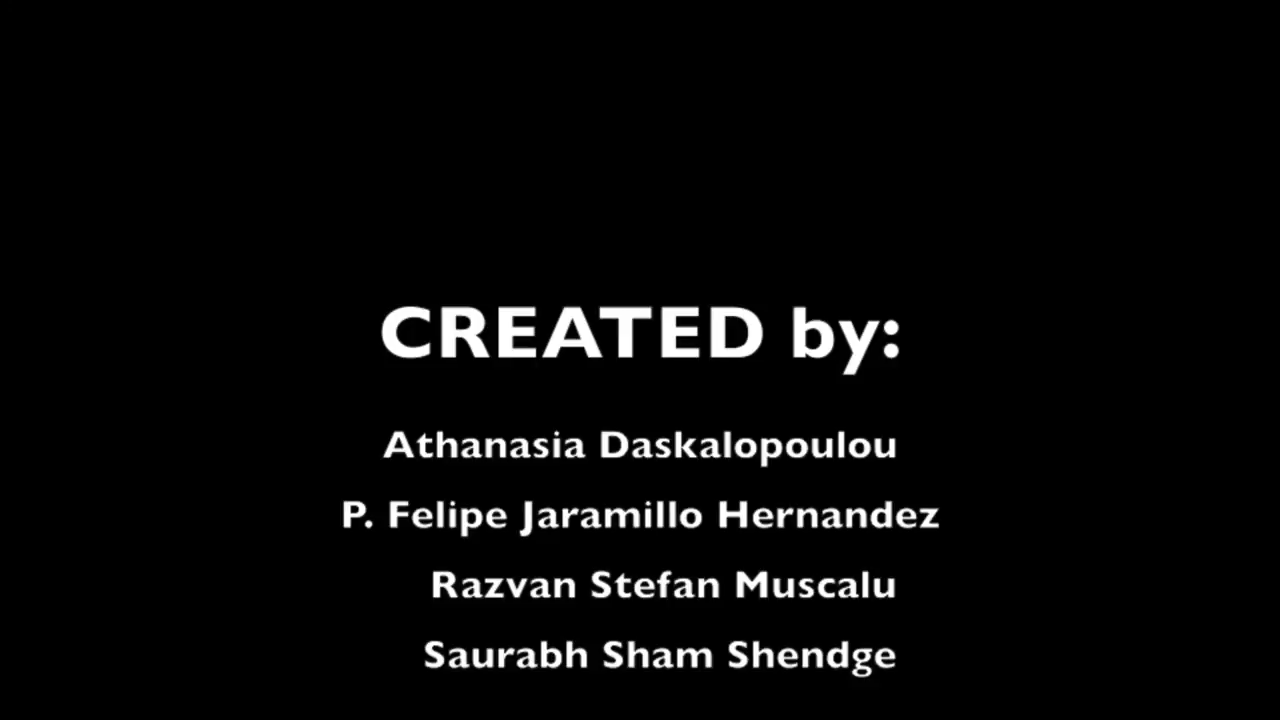 CREATED by:
Athanasia Daskalopoulou
P. Felipe Jaramillo Hernandez
Razvan Stefan Muscalu
Saurabh Sham Shendge